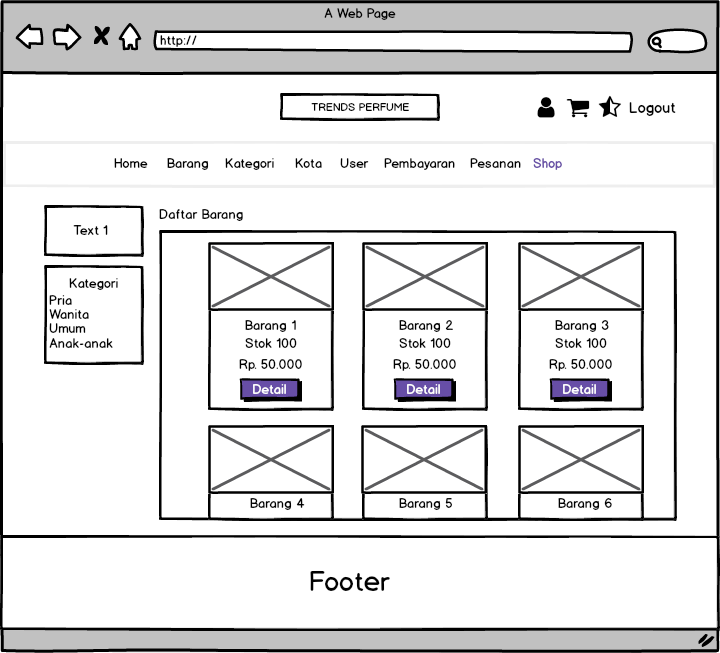 A Web Page
http://
TRENDS PERFUME
Logout
Home Barang Kategori Kota User Pembayaran Pesanan Shop
Text 1
Kategori
Pria
Wanita
Umum
Anak-anak
Daftar Barang
Barang 1
Stok 100
Rp. 50.000
Detail
Barang 2
Stok 100
Rp. 50.000
Detail
Barang 3
Stok 100
Rp. 50.000
Detail
Barang 4
Barang 5
Barang 6
Footer